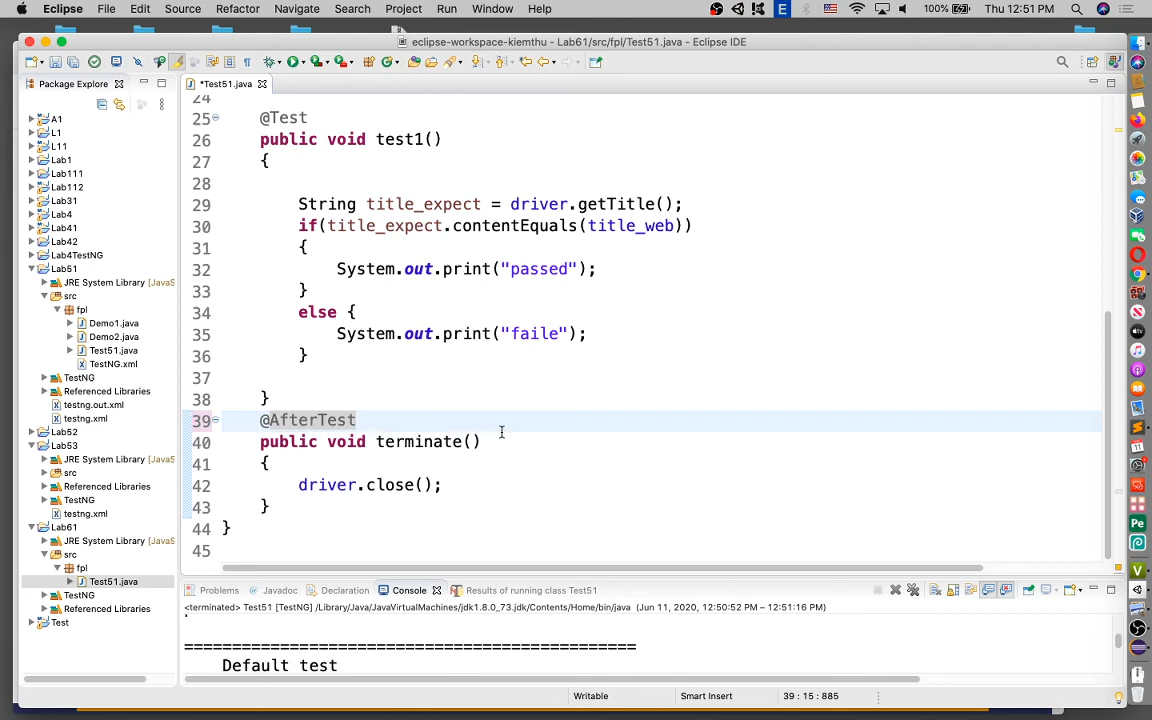 Eclipse File Edit Source Refactor Navigate Search Project Run Window Help 100% Thu 12:51 PM
eclipse-workspace-kiemthu - Lab61/src/fpl/Test51.java - Eclipse IDE
Package Explorer
*Test51.java
A1
L1
L11
Lab1
Lab111
Lab112
Lab31
Lab4
Lab41
Lab42
Lab4TestNG
Lab51
JRE System Library [JavaS
src
fpl
Demo1.java
Demo2.java
Test51.java
TestNG.xml
TestNG
Referenced Libraries
testng.out.xml
testng.xml
Lab52
Lab53
JRE System Library [JavaS
src
Referenced Libraries
TestNG
testng.xml
Lab61
JRE System Library [JavaS
src
fpl
Test51.java
TestNG
Referenced Libraries
Test
24
25 @Test
26 public void test1()
27 {
28
29 String title_expect = driver.getTitle();
30 if(title_expect.contentEquals(title_web))
31 {
32 System.out.print("passed");
33 }
34 else {
35 System.out.print("faile");
36 }
37
38 }
39 @AfterTest
40 public void terminate()
41 {
42 driver.close();
43 }
44 }
45
Problems Javadoc Declaration Console Results of running class Test51
<terminated> Test51 [TestNG] /Library/Java/JavaVirtualMachines/jdk1.8.0_73.jdk/Contents/Home/bin/java (Jun 11, 2020, 12:50:52 PM – 12:51:16 PM)
===============================================
Default test
Writable Smart Insert 39 : 15 : 885